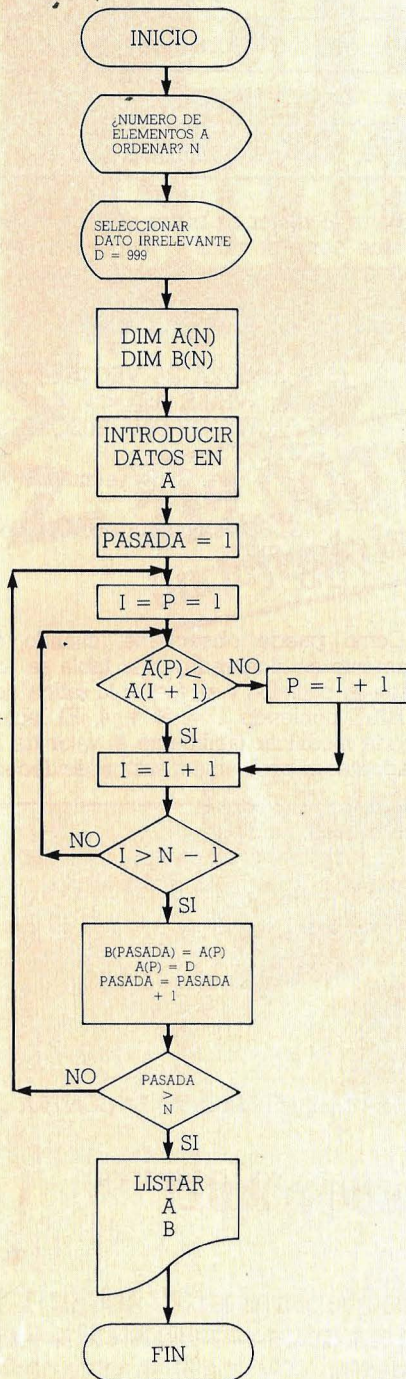 INICIO
¿NUMERO DE
ELEMENTOS A
ORDENAR? N
SELECCIONAR
DATO IRRELEVANTE
D = 999
DIM A(N)
DIM B(N)
INTRODUCIR
DATOS EN
A
PASADA = 1
I = P = 1
A(P)<
A(I + 1)
NO
P = I + 1
SI
I = I + 1
NO
I > N − 1
SI
B(PASADA) = A(P)
A(P) = D
PASADA = PASADA
+ 1
NO
PASADA
>
N
SI
LISTAR
A
B
FIN